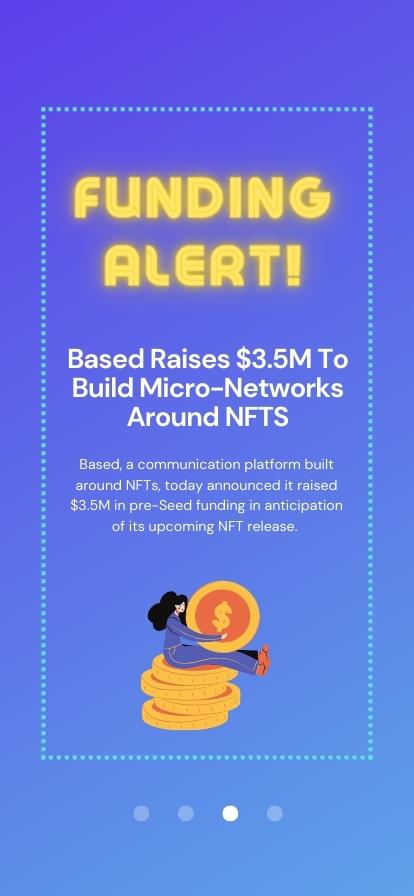 FUNDING
ALERT!
Based Raises $3.5M To
Build Micro-Networks
Around NFTS
Based, a communication platform built
around NFTs, today announced it raised
$3.5M in pre-Seed funding in anticipation
of its upcoming NFT release.
$